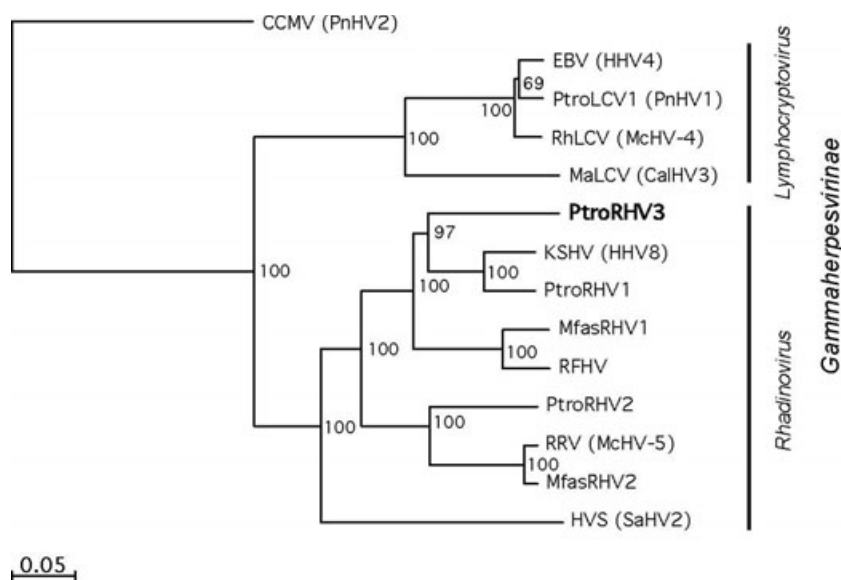 CCMV (PnHV2)
EBV (HHV4)
69
PtroLCV1 (PnHV1)
100
RhLCV (McHV-4)
100
MaLCV (CalHV3)
Lymphocryptovirus
PtroRHV3
97
KSHV (HHV8)
100
100
100
PtroRHV1
MfasRHV1
100
100
RFHV
PtroRHV2
100
100
RRV (McHV-5)
100
MfasRHV2
HVS (SaHV2)
Rhadinovirus
Gammaherpesvirinae
0.05